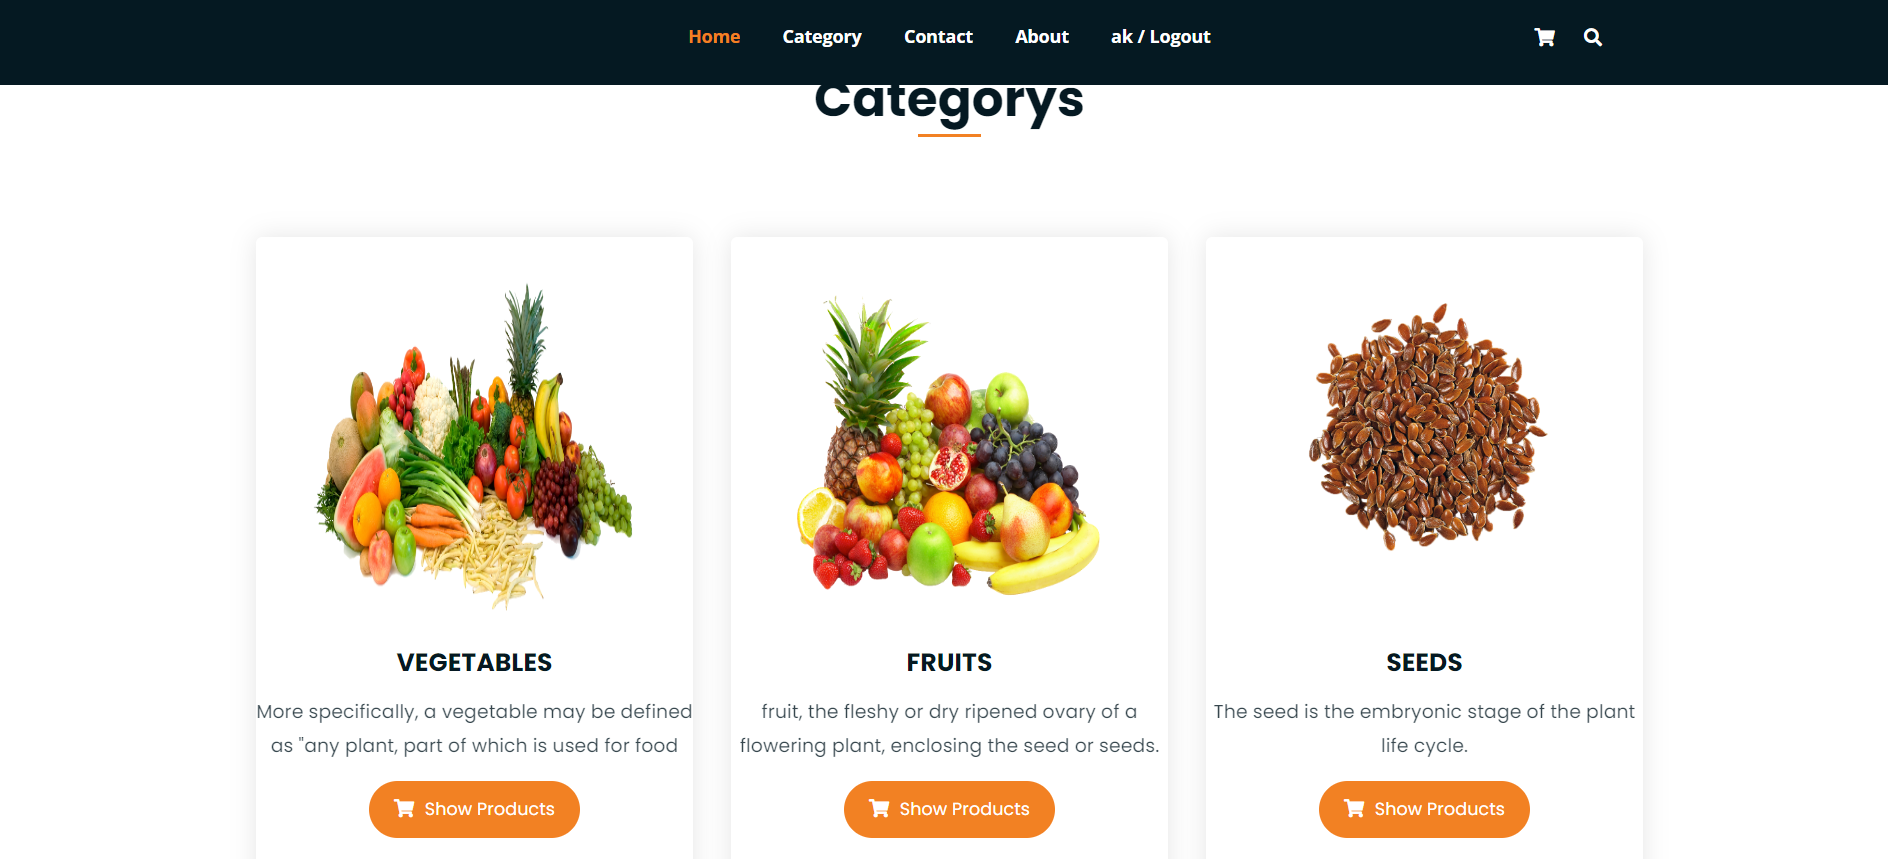 Home Category Contact About ak / Logout
Categorys
VEGETABLES
More specifically, a vegetable may be defined
as "any plant, part of which is used for food
Show Products
FRUITS
fruit, the fleshy or dry ripened ovary of a
flowering plant, enclosing the seed or seeds.
Show Products
SEEDS
The seed is the embryonic stage of the plant
life cycle.
Show Products